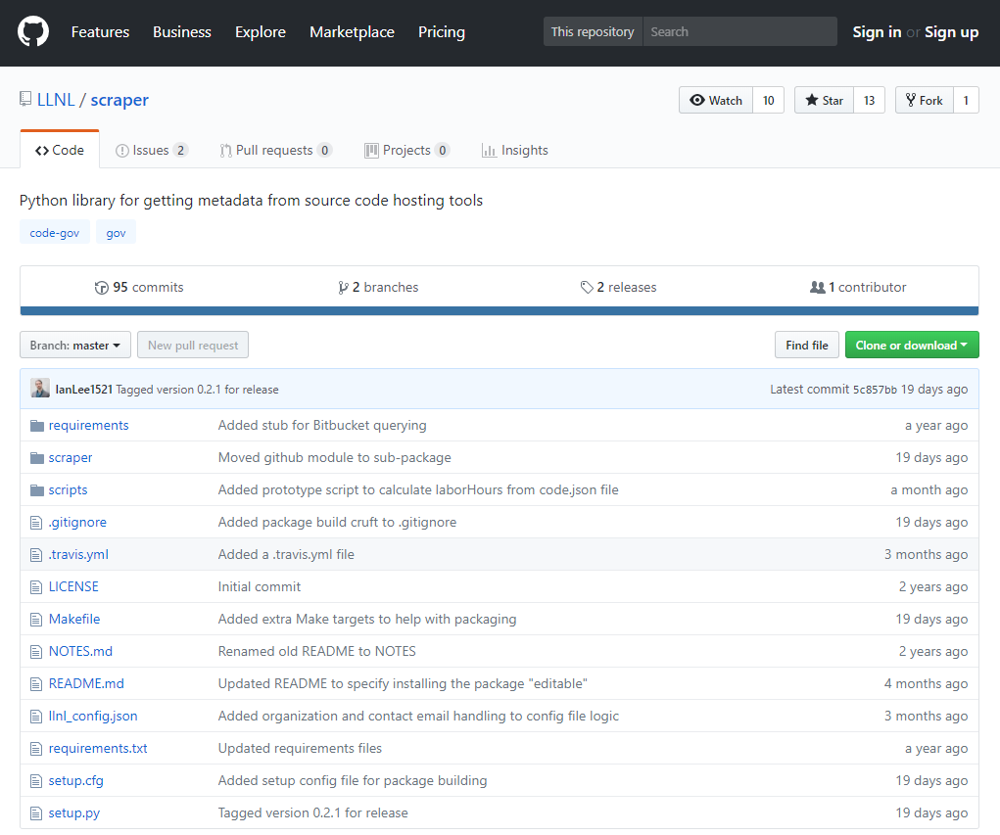 Features Business Explore Marketplace Pricing This repository Search Sign in or Sign up
LLNL / scraper Watch 10 Star 13 Fork 1
Code Issues 2 Pull requests 0 Projects 0 Insights
Python library for getting metadata from source code hosting tools
code-gov gov
95 commits 2 branches 2 releases 1 contributor
Branch: master New pull request Find file Clone or download
IanLee1521 Tagged version 0.2.1 for release Latest commit 5c857bb 19 days ago
requirements Added stub for Bitbucket querying a year ago
scraper Moved github module to sub-package 19 days ago
scripts Added prototype script to calculate laborHours from code.json file a month ago
.gitignore Added package build cruft to .gitignore 19 days ago
.travis.yml Added a .travis.yml file 3 months ago
LICENSE Initial commit 2 years ago
Makefile Added extra Make targets to help with packaging 19 days ago
NOTES.md Renamed old README to NOTES 2 years ago
README.md Updated README to specify installing the package "editable" 4 months ago
llnl_config.json Added organization and contact email handling to config file logic 3 months ago
requirements.txt Updated requirements files a year ago
setup.cfg Added setup config file for package building 19 days ago
setup.py Tagged version 0.2.1 for release 19 days ago